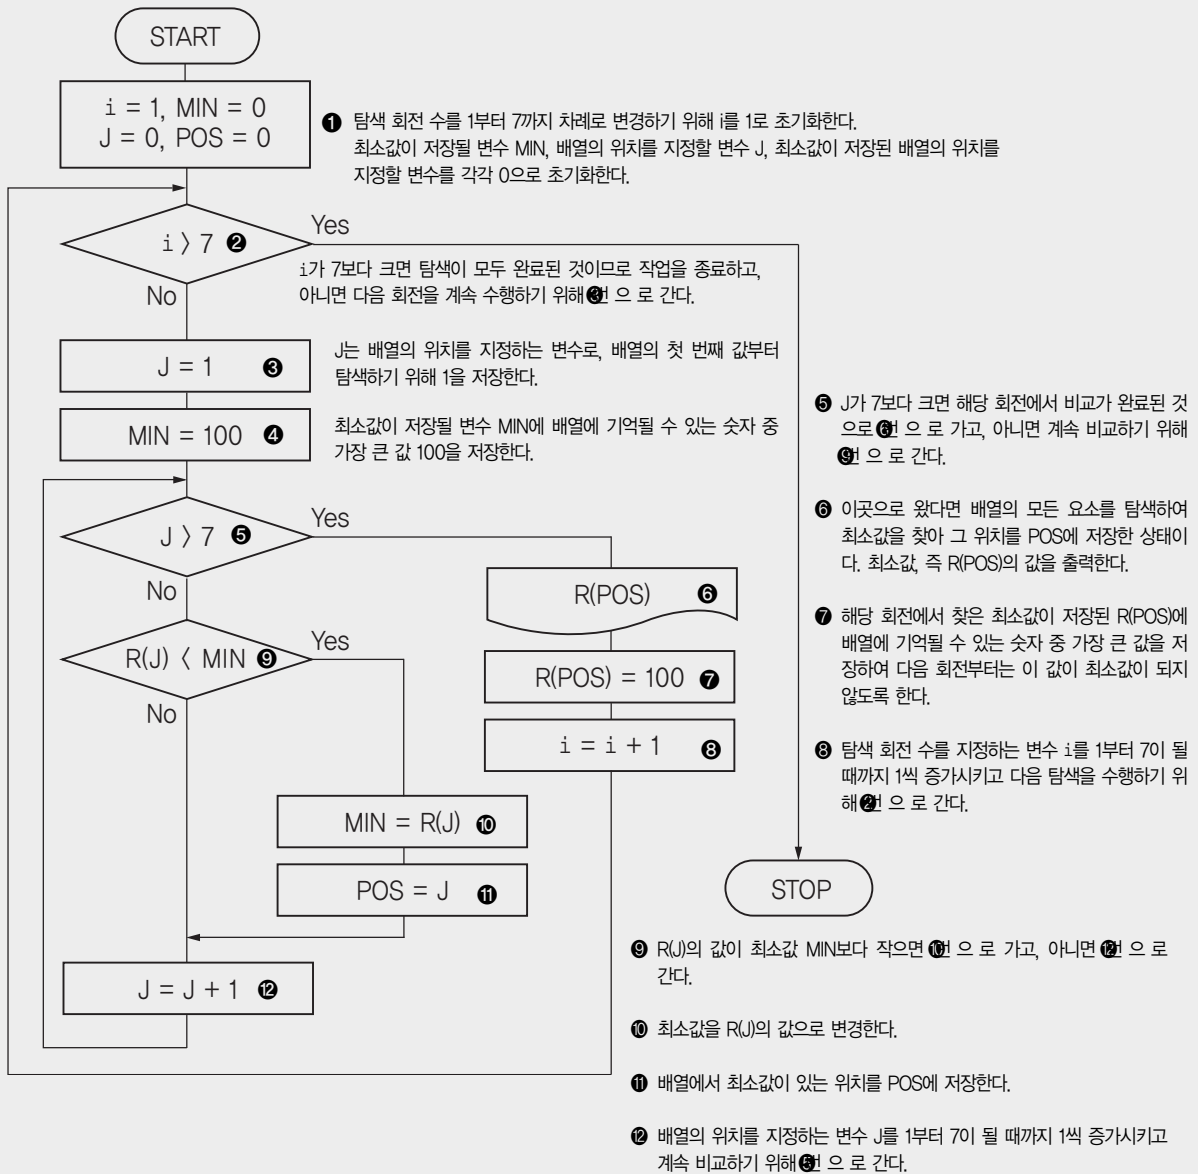 START
i = 1, MIN = 0
J = 0, POS = 0
❶ 탐색 회전 수를 1부터 7까지 차례로 변경하기 위해 i를 1로 초기화한다.
최소값이 저장될 변수 MIN, 배열의 위치를 지정할 변수 J, 최소값이 저장된 배열의 위치를
지정할 변수를 각각 0으로 초기화한다.
i 〉 7 ❷
Yes
No
i가 7보다 크면 탐색이 모두 완료된 것이므로 작업을 종료하고,
아니면 다음 회전을 계속 수행하기 위해 ❸번 으 로 간다.
J = 1 ❸
J는 배열의 위치를 지정하는 변수로, 배열의 첫 번째 값부터
탐색하기 위해 1을 저장한다.
MIN = 100 ❹
최소값이 저장될 변수 MIN에 배열에 기억될 수 있는 숫자 중
가장 큰 값 100을 저장한다.
J 〉 7 ❺
Yes
No
R(J) 〈 MIN ❾
Yes
No
MIN = R(J) ❿
POS = J ⓫
J = J + 1 ⓬
R(POS) ❻
R(POS) = 100 ❼
i = i + 1 ❽
STOP
❺ J가 7보다 크면 해당 회전에서 비교가 완료된 것
으로 ❻번 으 로 가고, 아니면 계속 비교하기 위해
❾번 으 로 간다.
❻ 이곳으로 왔다면 배열의 모든 요소를 탐색하여
최소값을 찾아 그 위치를 POS에 저장한 상태이
다. 최소값, 즉 R(POS)의 값을 출력한다.
❼ 해당 회전에서 찾은 최소값이 저장된 R(POS)에
배열에 기억될 수 있는 숫자 중 가장 큰 값을 저
장하여 다음 회전부터는 이 값이 최소값이 되지
않도록 한다.
❽ 탐색 회전 수를 지정하는 변수 i를 1부터 7이 될
때까지 1씩 증가시키고 다음 탐색을 수행하기 위
해 ❷번 으 로 간다.
❾ R(J)의 값이 최소값 MIN보다 작으면 ❿번 으 로 가고, 아니면 ⓬번 으 로
간다.
❿ 최소값을 R(J)의 값으로 변경한다.
⓫ 배열에서 최소값이 있는 위치를 POS에 저장한다.
⓬ 배열의 위치를 지정하는 변수 J를 1부터 7이 될 때까지 1씩 증가시키고
계속 비교하기 위해 ❺번 으 로 간다.